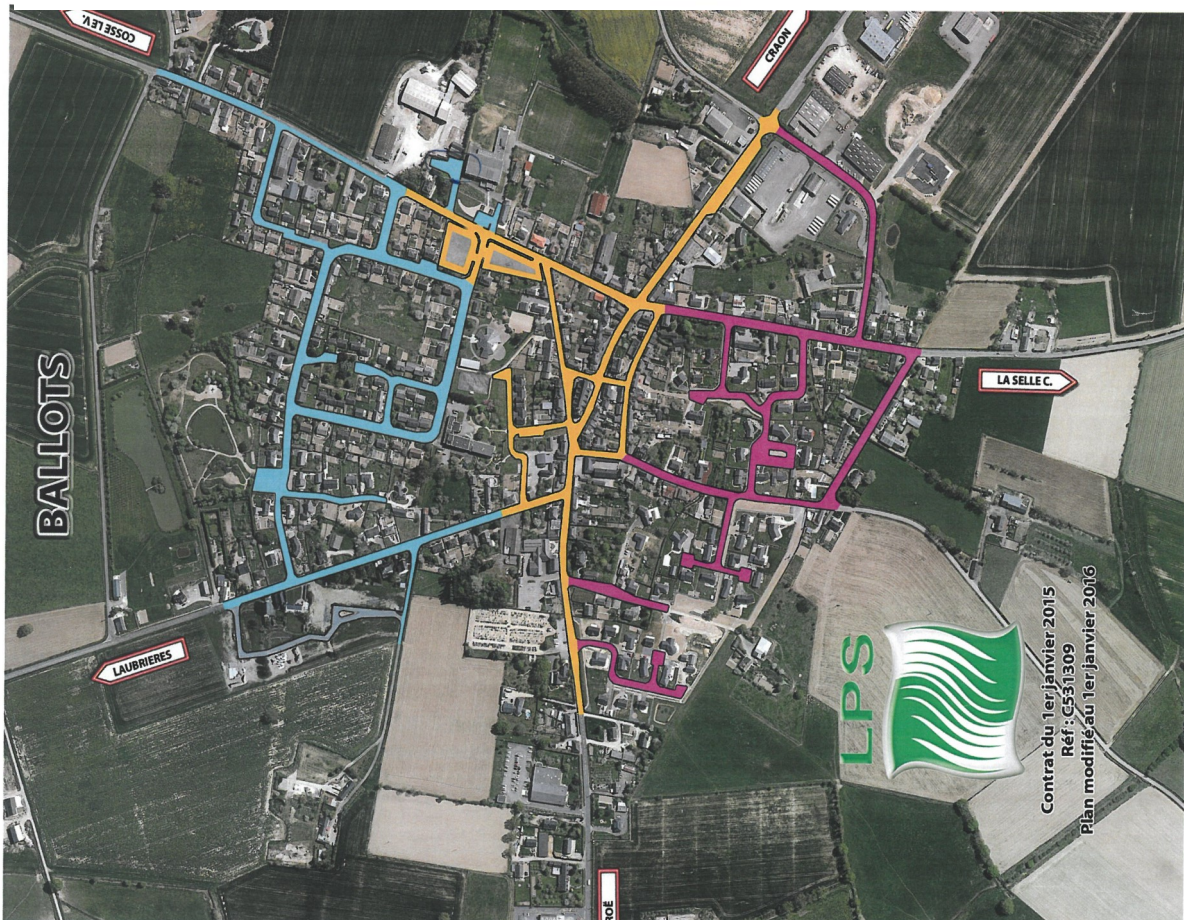 BALLOTS
COSSE LE V.
CRAON
LAUBRIERES
LA SELLE C.
ROË
LPS
Contrat du 1er janvier 2015
Réf : C531309
Plan modifié au 1er janvier 2016